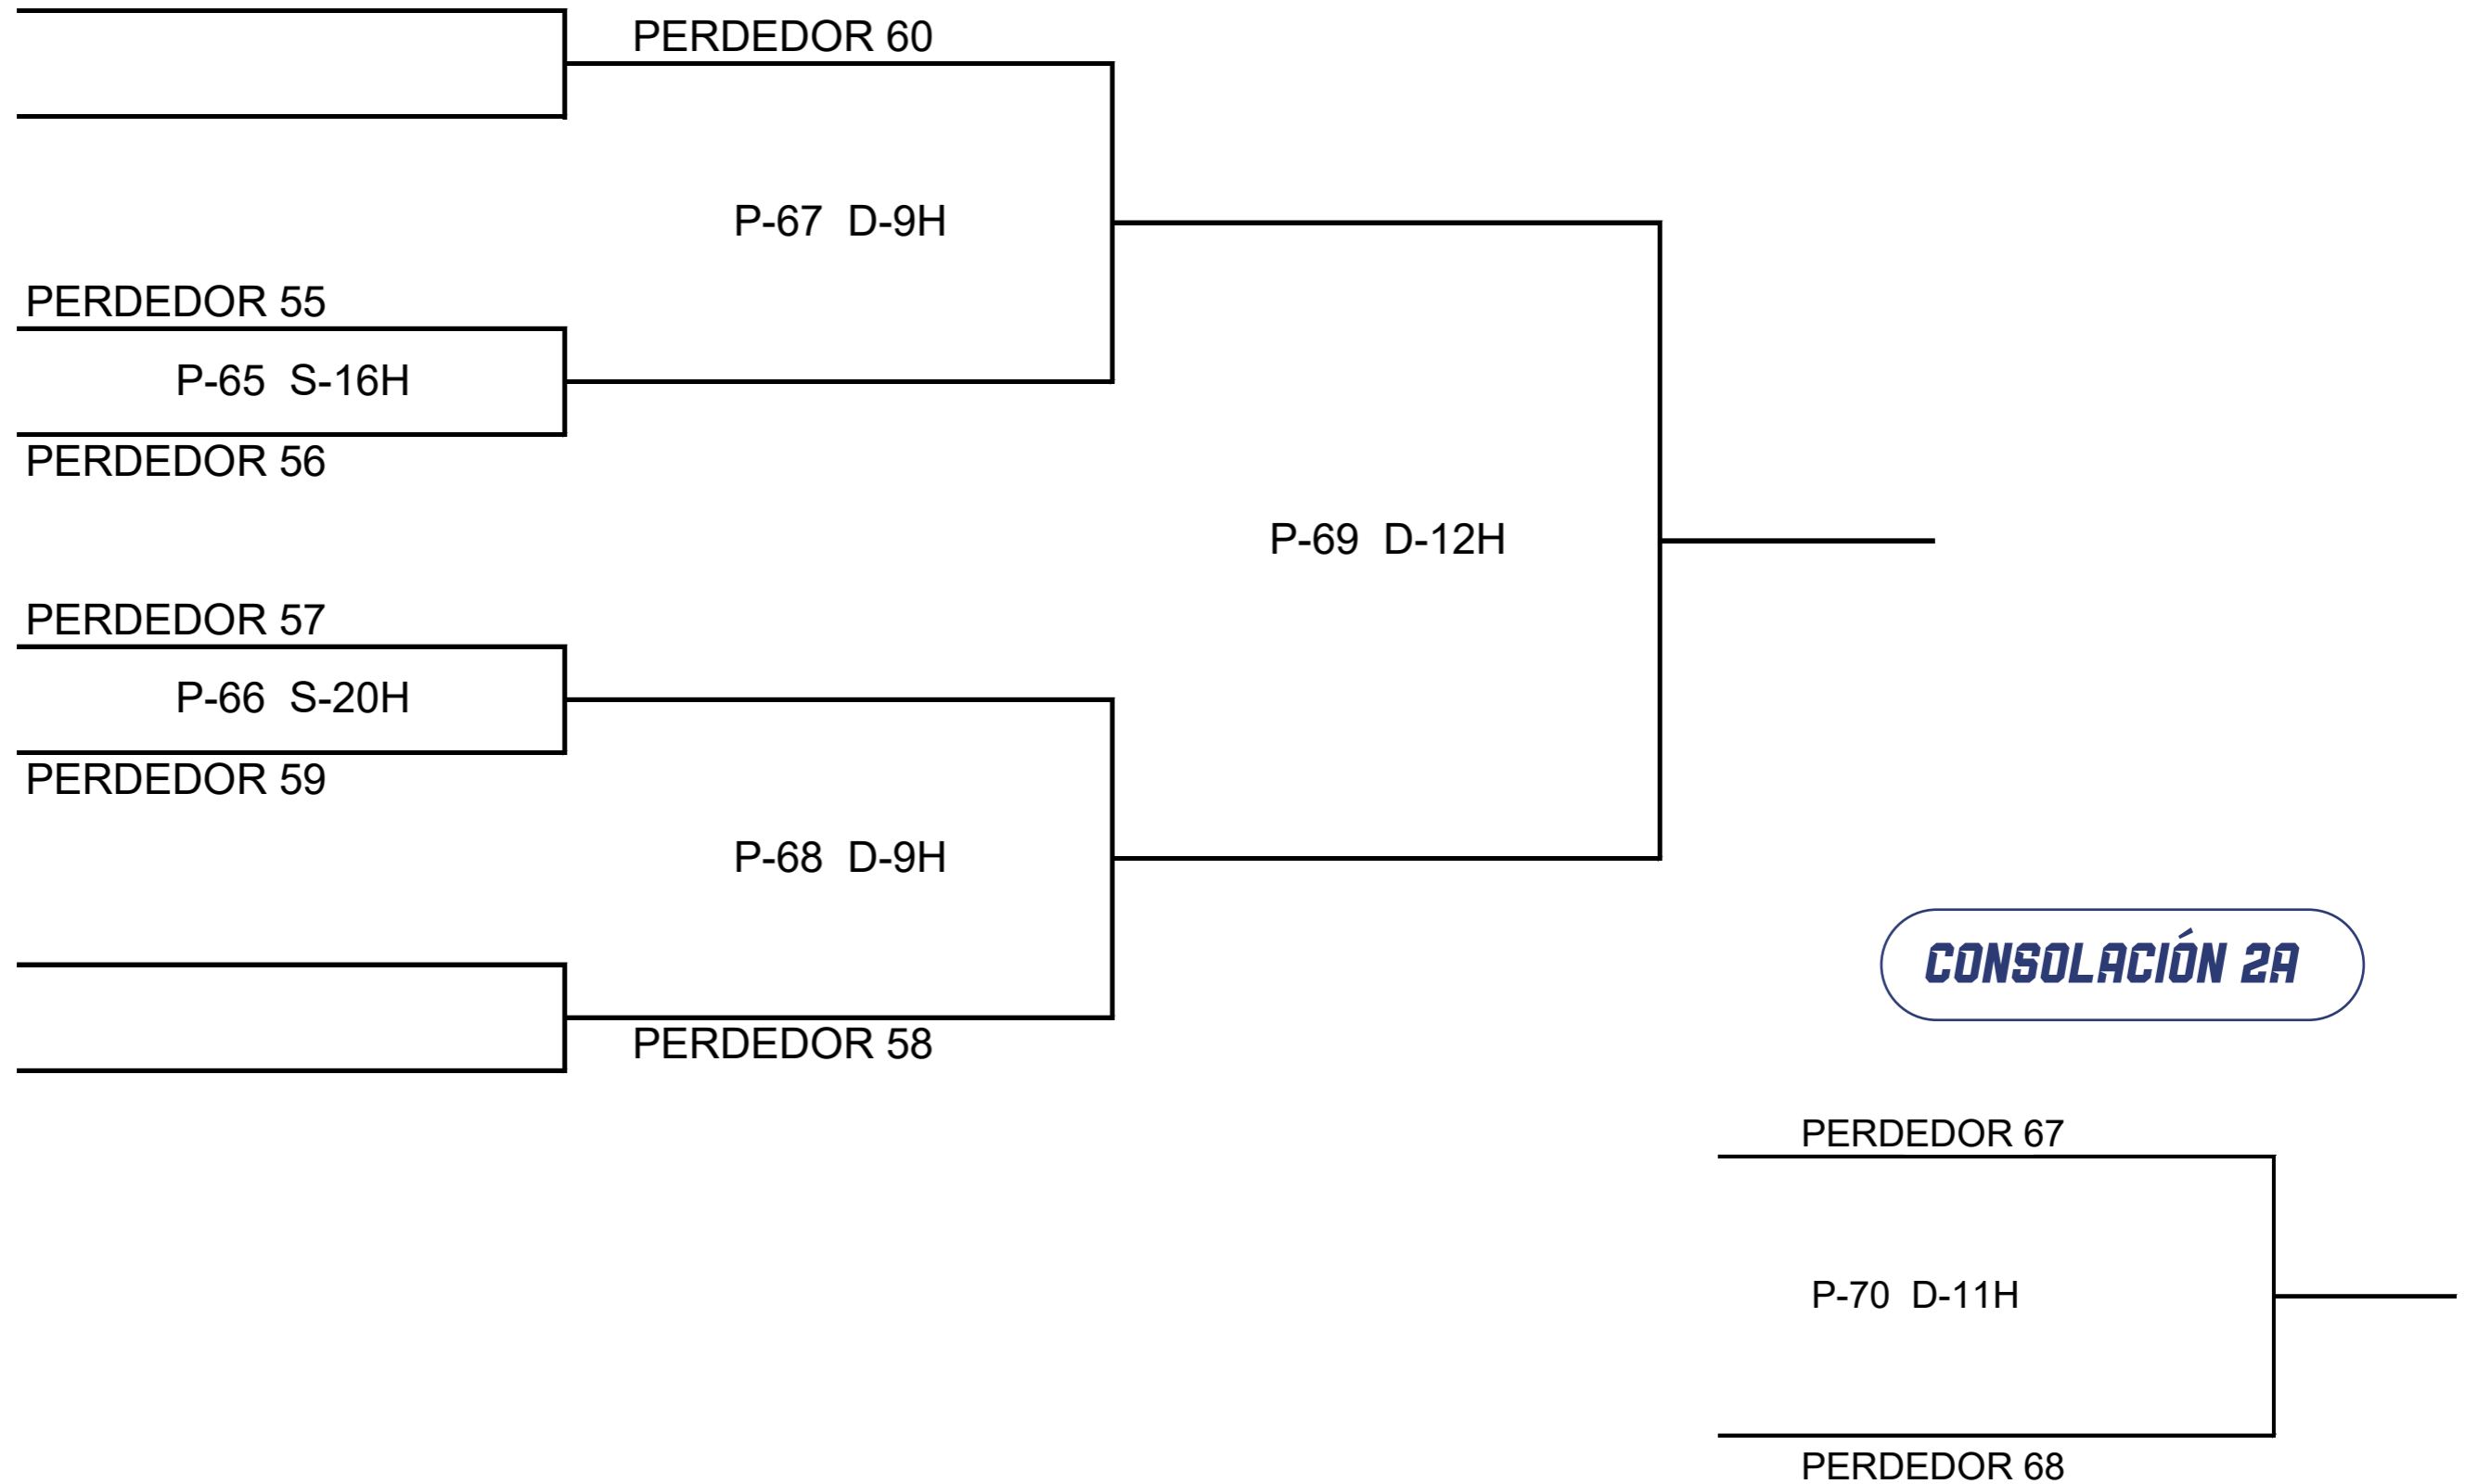 PERDEDOR 60
P-67 D-9H
PERDEDOR 55
P-65 S-16H
PERDEDOR 56
P-69 D-12H
PERDEDOR 57
P-66 S-20H
PERDEDOR 59
P-68 D-9H
CONSOLACIÓN 2A
PERDEDOR 58
PERDEDOR 67
P-70 D-11H
PERDEDOR 68